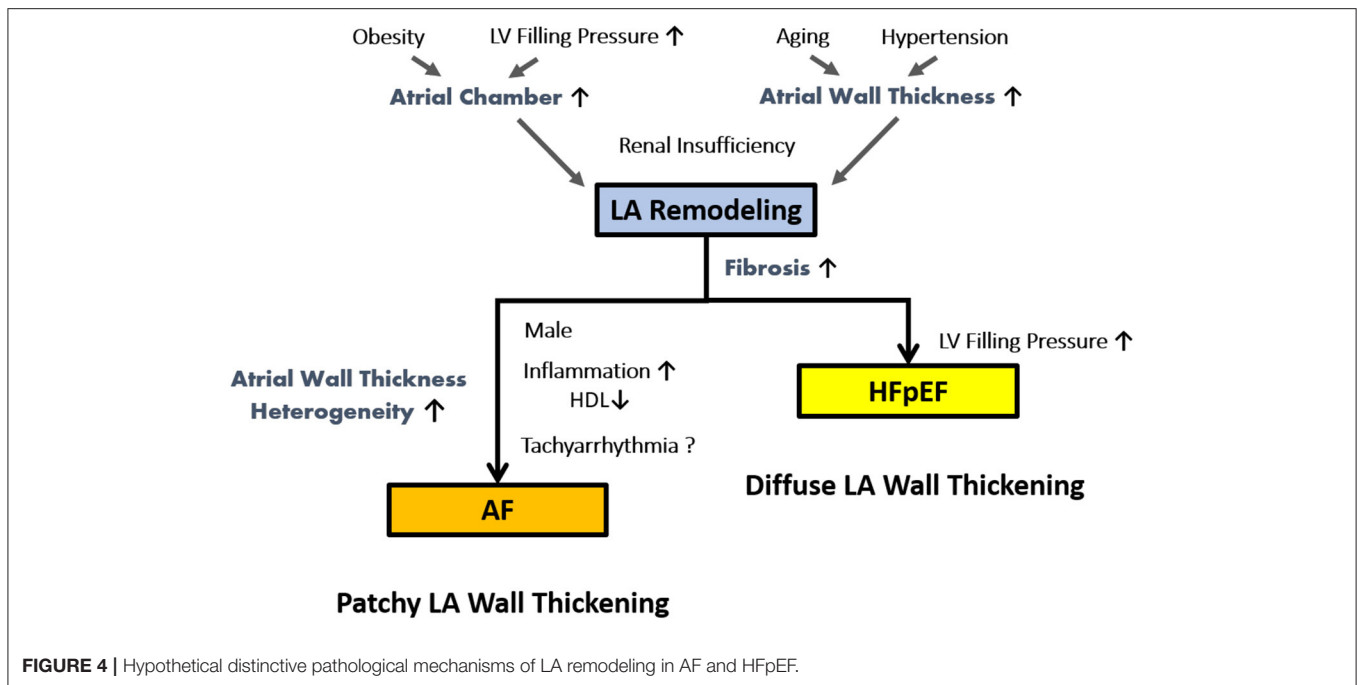 Obesity
LV Filling Pressure ↑
Aging
Hypertension
Atrial Chamber ↑
Atrial Wall Thickness ↑
Renal Insufficiency
LA Remodeling
Fibrosis ↑
Male
Inflammation ↑
HDL↓
Tachyarrhythmia ?
Atrial Wall Thickness
Heterogeneity ↑
LV Filling Pressure ↑
HFpEF
Diffuse LA Wall Thickening
AF
Patchy LA Wall Thickening
FIGURE 4 | Hypothetical distinctive pathological mechanisms of LA remodeling in AF and HFpEF.